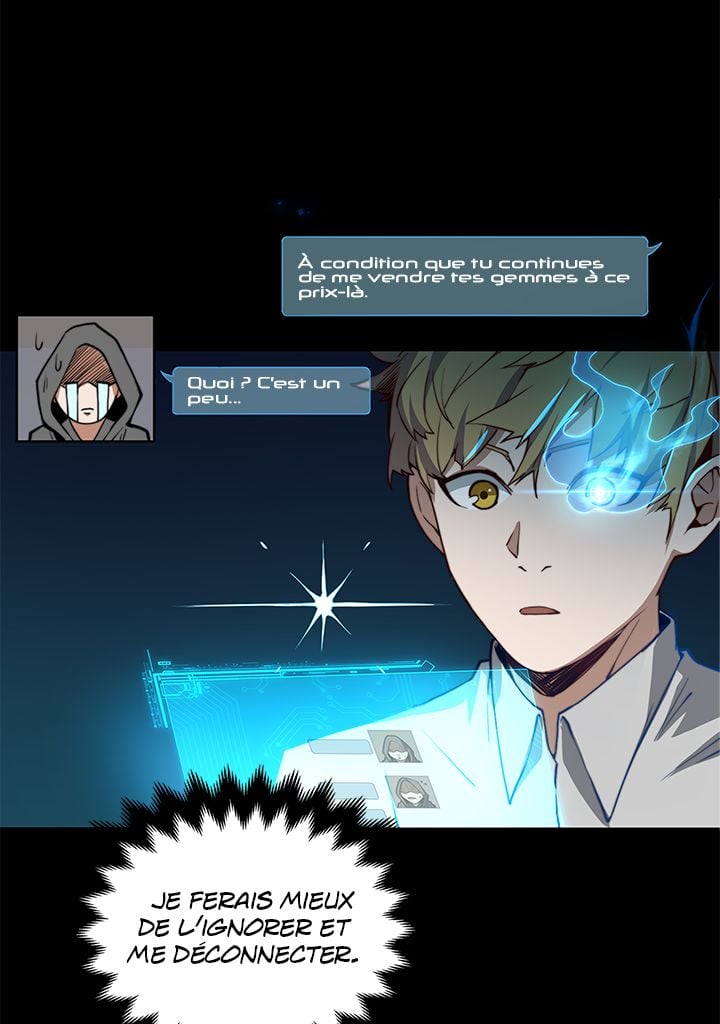 À condition que tu continues
de me vendre tes gemmes à ce
prix-là.
Quoi ? C'est un
peu...
JE FERAIS MIEUX
DE L'IGNORER ET
ME DÉCONNECTER.